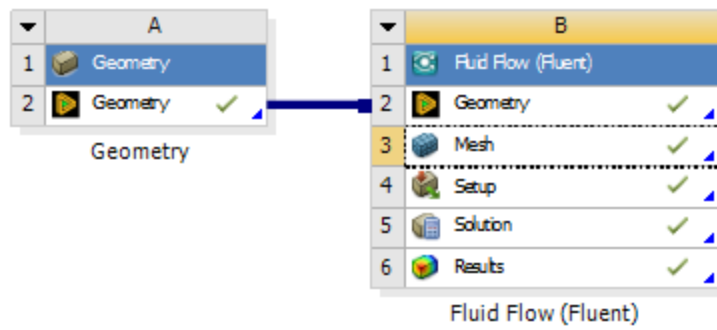 A
1 Geometry
2 Geometry
Geometry
B
1 Fluid Flow (Fluent)
2 Geometry
3 Mesh
4 Setup
5 Solution
6 Results
Fluid Flow (Fluent)